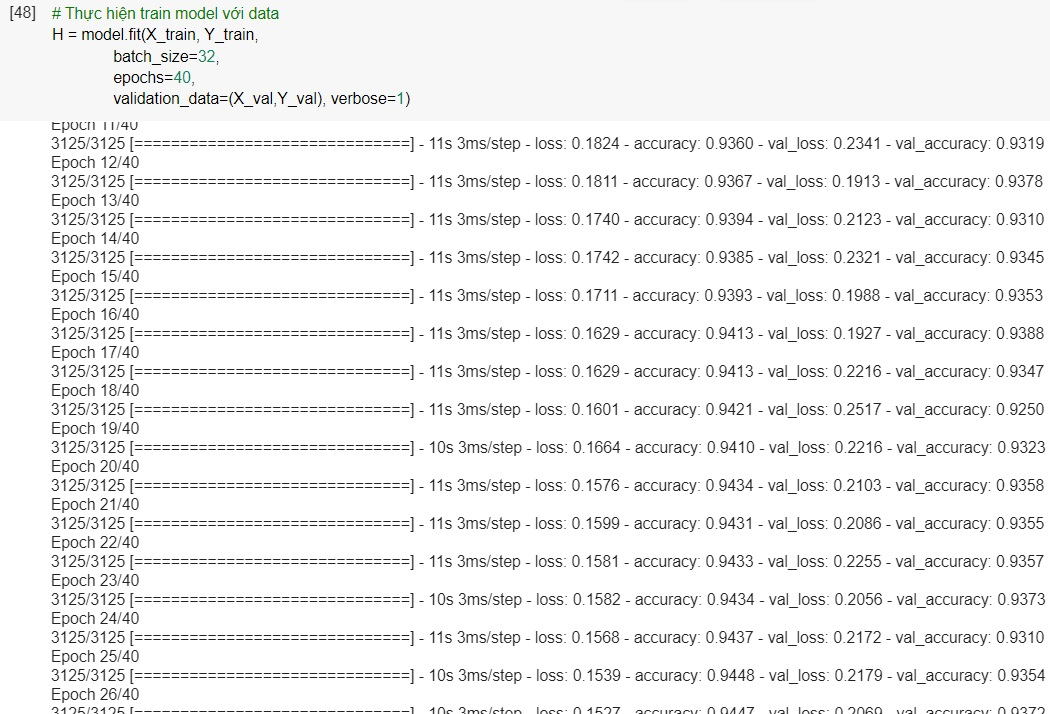 [48] # Thực hiện train model với data
H = model.fit(X_train, Y_train,
batch_size=32,
epochs=40,
validation_data=(X_val,Y_val), verbose=1)
Epoch 11/40
3125/3125 [==============================] - 11s 3ms/step - loss: 0.1824 - accuracy: 0.9360 - val_loss: 0.2341 - val_accuracy: 0.9319
Epoch 12/40
3125/3125 [==============================] - 11s 3ms/step - loss: 0.1811 - accuracy: 0.9367 - val_loss: 0.1913 - val_accuracy: 0.9378
Epoch 13/40
3125/3125 [==============================] - 11s 3ms/step - loss: 0.1740 - accuracy: 0.9394 - val_loss: 0.2123 - val_accuracy: 0.9310
Epoch 14/40
3125/3125 [==============================] - 11s 3ms/step - loss: 0.1742 - accuracy: 0.9385 - val_loss: 0.2321 - val_accuracy: 0.9345
Epoch 15/40
3125/3125 [==============================] - 11s 3ms/step - loss: 0.1711 - accuracy: 0.9393 - val_loss: 0.1988 - val_accuracy: 0.9353
Epoch 16/40
3125/3125 [==============================] - 11s 3ms/step - loss: 0.1629 - accuracy: 0.9413 - val_loss: 0.1927 - val_accuracy: 0.9388
Epoch 17/40
3125/3125 [==============================] - 11s 3ms/step - loss: 0.1629 - accuracy: 0.9413 - val_loss: 0.2216 - val_accuracy: 0.9347
Epoch 18/40
3125/3125 [==============================] - 11s 3ms/step - loss: 0.1601 - accuracy: 0.9421 - val_loss: 0.2517 - val_accuracy: 0.9250
Epoch 19/40
3125/3125 [==============================] - 10s 3ms/step - loss: 0.1664 - accuracy: 0.9410 - val_loss: 0.2216 - val_accuracy: 0.9323
Epoch 20/40
3125/3125 [==============================] - 11s 3ms/step - loss: 0.1576 - accuracy: 0.9434 - val_loss: 0.2103 - val_accuracy: 0.9358
Epoch 21/40
3125/3125 [==============================] - 11s 3ms/step - loss: 0.1599 - accuracy: 0.9431 - val_loss: 0.2086 - val_accuracy: 0.9355
Epoch 22/40
3125/3125 [==============================] - 11s 3ms/step - loss: 0.1581 - accuracy: 0.9433 - val_loss: 0.2255 - val_accuracy: 0.9357
Epoch 23/40
3125/3125 [==============================] - 10s 3ms/step - loss: 0.1582 - accuracy: 0.9434 - val_loss: 0.2056 - val_accuracy: 0.9373
Epoch 24/40
3125/3125 [==============================] - 11s 3ms/step - loss: 0.1568 - accuracy: 0.9437 - val_loss: 0.2172 - val_accuracy: 0.9310
Epoch 25/40
3125/3125 [==============================] - 10s 3ms/step - loss: 0.1539 - accuracy: 0.9448 - val_loss: 0.2179 - val_accuracy: 0.9354
Epoch 26/40
3125/3125 [==============================] - 10s 3ms/step - loss: 0.1527 - accuracy: 0.9447 - val_loss: 0.2069 - val_accuracy: 0.9372